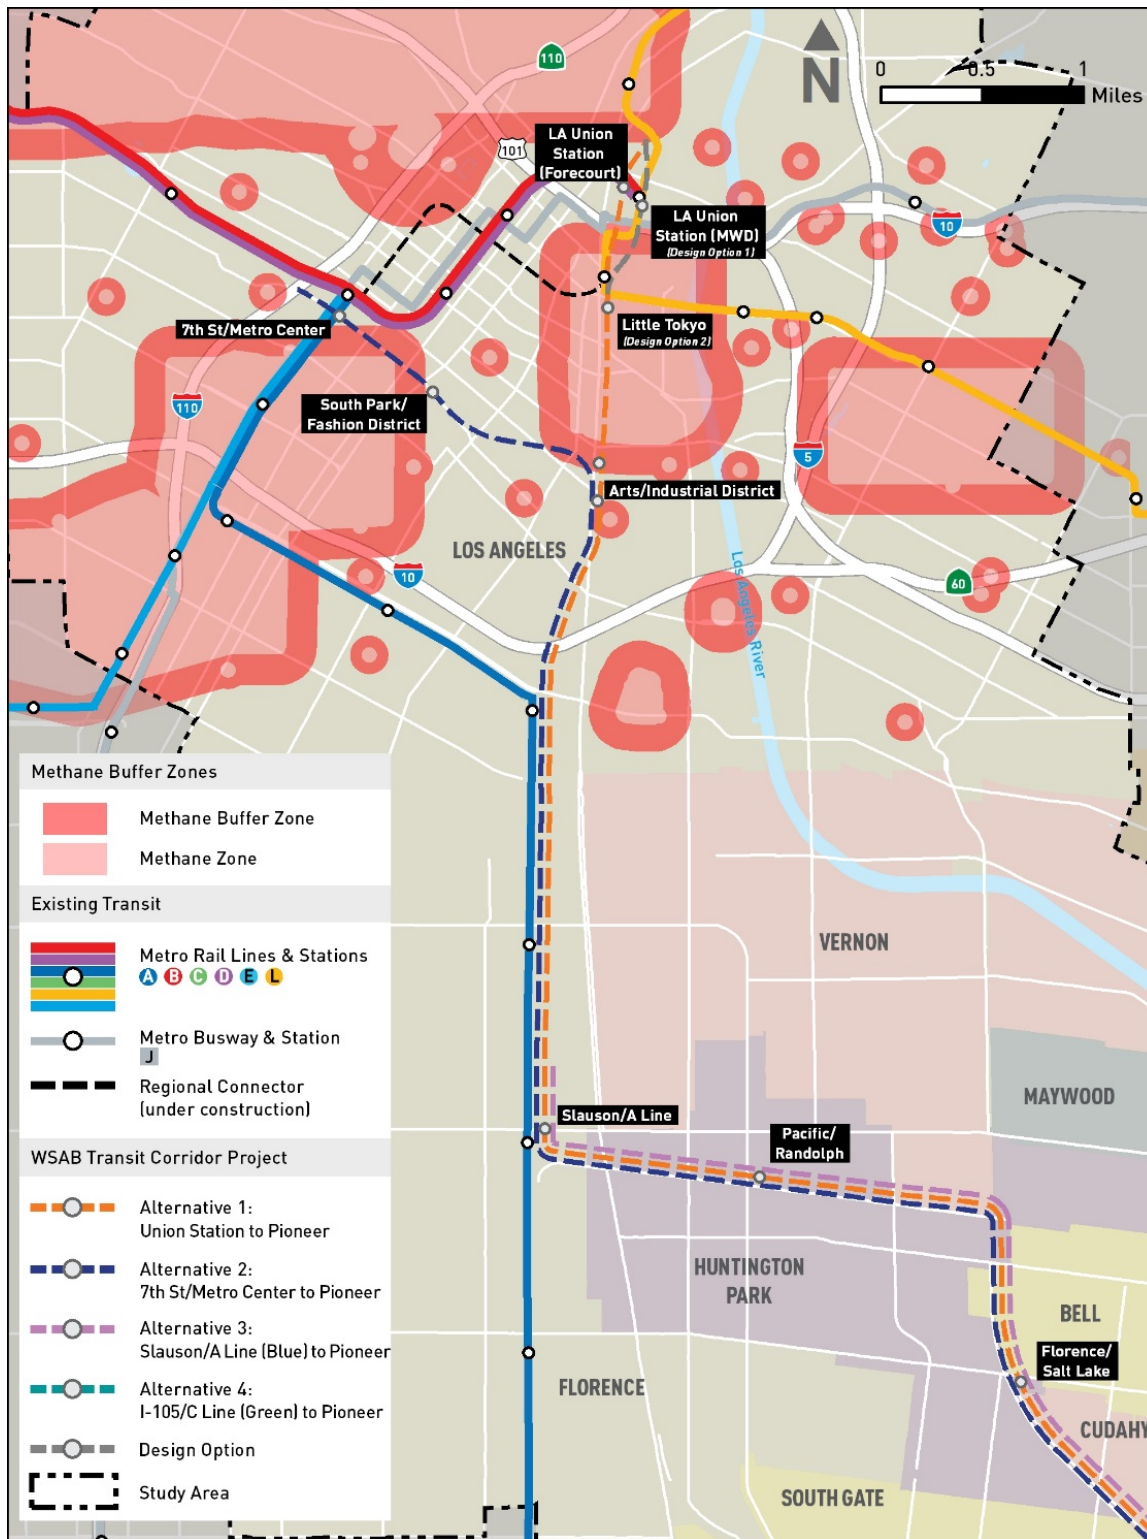 110
N
0
0.5
1
Miles
LA Union
Station
(Forecourt)
101
10
LA Union
Station (MWD)
(Design Option 1)
7th St/Metro Center
Little Tokyo
(Design Option 2)
South Park/
Fashion District
110
5
Arts/Industrial District
LOS ANGELES
10
60
Los Angeles River
Methane Buffer Zones
Methane Buffer Zone
Methane Zone
Existing Transit
Metro Rail Lines & Stations
A B C D E L
Metro Busway & Station
J
Regional Connector
(under construction)
WSAB Transit Corridor Project
Alternative 1:
Union Station to Pioneer
Alternative 2:
7th St/Metro Center to Pioneer
Alternative 3:
Slauson/A Line (Blue) to Pioneer
Alternative 4:
I-105/C Line (Green) to Pioneer
Design Option
Study Area
VERNON
MAYWOOD
Slauson/A Line
Pacific/
Randolph
HUNTINGTON
PARK
BELL
Florence/
Salt Lake
FLORENCE
CUDAHY
SOUTH GATE